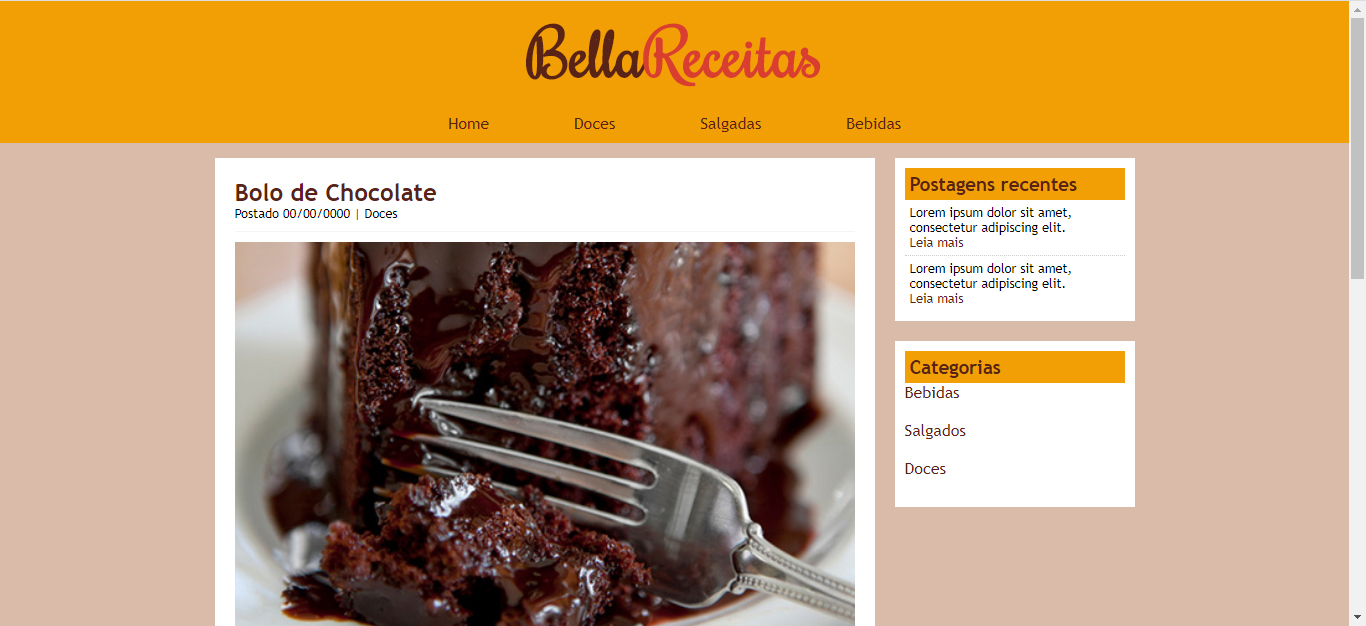 BellaReceitas
Home Doces Salgadas Bebidas
Bolo de Chocolate
Postado 00/00/0000 | Doces
Postagens recentes
Lorem ipsum dolor sit amet,
consectetur adipiscing elit.
Leia mais
Lorem ipsum dolor sit amet,
consectetur adipiscing elit.
Leia mais
Categorias
Bebidas
Salgados
Doces